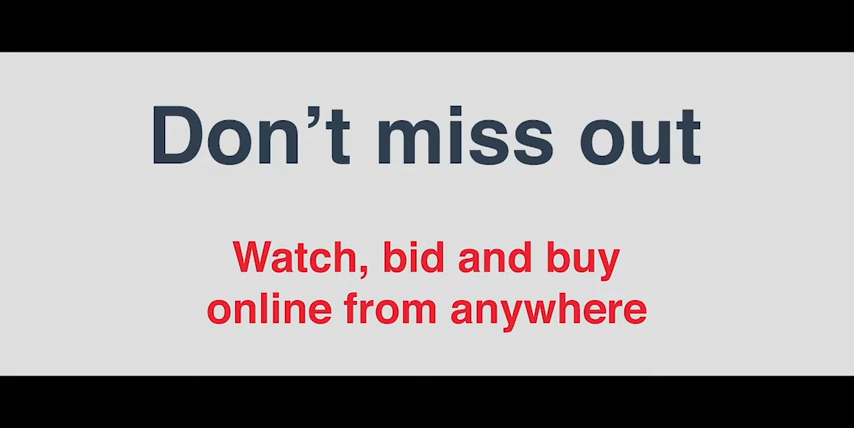 Don’t miss out
Watch, bid and buy
online from anywhere